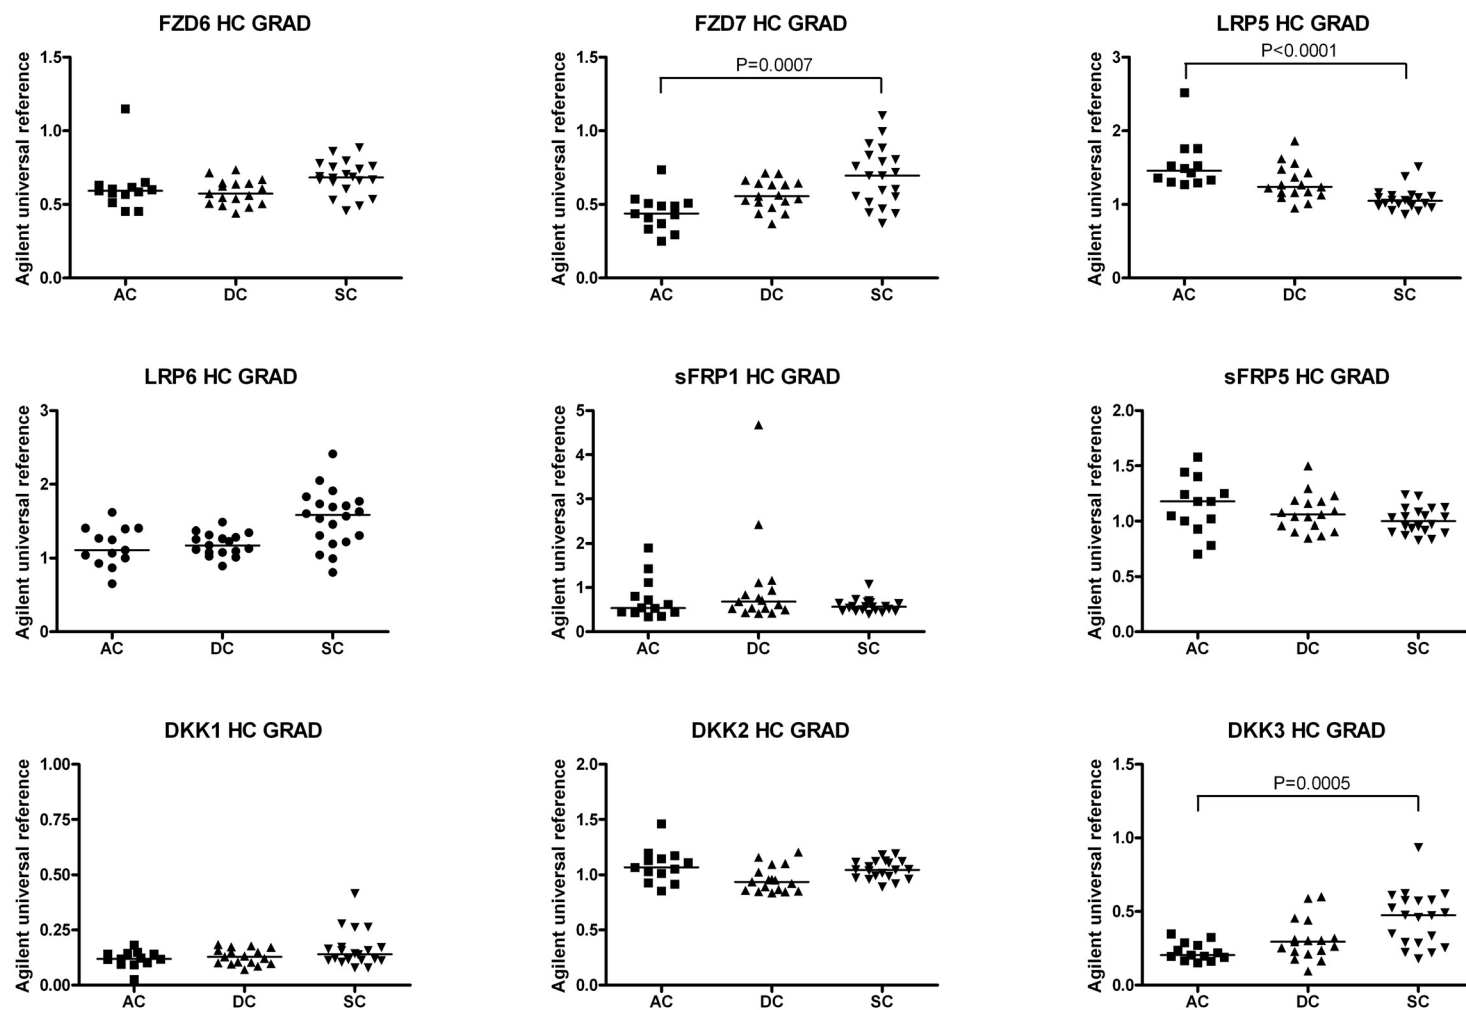 FZD6 HC GRAD
Agilent universal reference
1.5
1.0
0.5
0.0
AC
DC
SC
FZD7 HC GRAD
P=0.0007
Agilent universal reference
1.5
1.0
0.5
0.0
AC
DC
SC
LRP5 HC GRAD
P<0.0001
Agilent universal reference
3
2
1
0
AC
DC
SC
LRP6 HC GRAD
Agilent universal reference
3
2
1
0
AC
DC
SC
sFRP1 HC GRAD
Agilent universal reference
5
4
3
2
1
0
AC
DC
SC
sFRP5 HC GRAD
Agilent universal reference
2.0
1.5
1.0
0.5
0.0
AC
DC
SC
DKK1 HC GRAD
Agilent universal reference
1.00
0.75
0.50
0.25
0.00
AC
DC
SC
DKK2 HC GRAD
Agilent universal reference
2.0
1.5
1.0
0.5
0.0
AC
DC
SC
DKK3 HC GRAD
P=0.0005
Agilent universal reference
1.5
1.0
0.5
0.0
AC
DC
SC